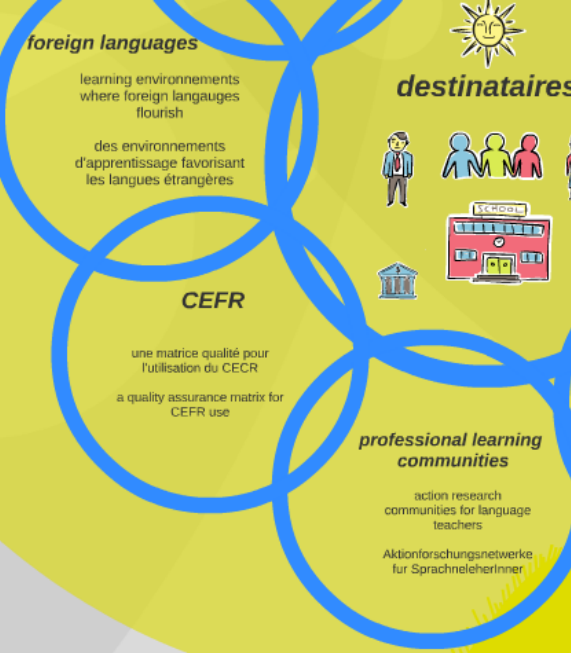 foreign languages
learning environnements
where foreign langauges
flourish
des environnements
d'apprentissage favorisant
les langues étrangères
destinataires
SCHOOL
CEFR
une matrice qualité pour
l'utilisation du CECR
a quality assurance matrix for
CEFR use
professional learning
communities
action research
communities for language
teachers
Aktionforschungsnetwerke
fur SprachneleherInner